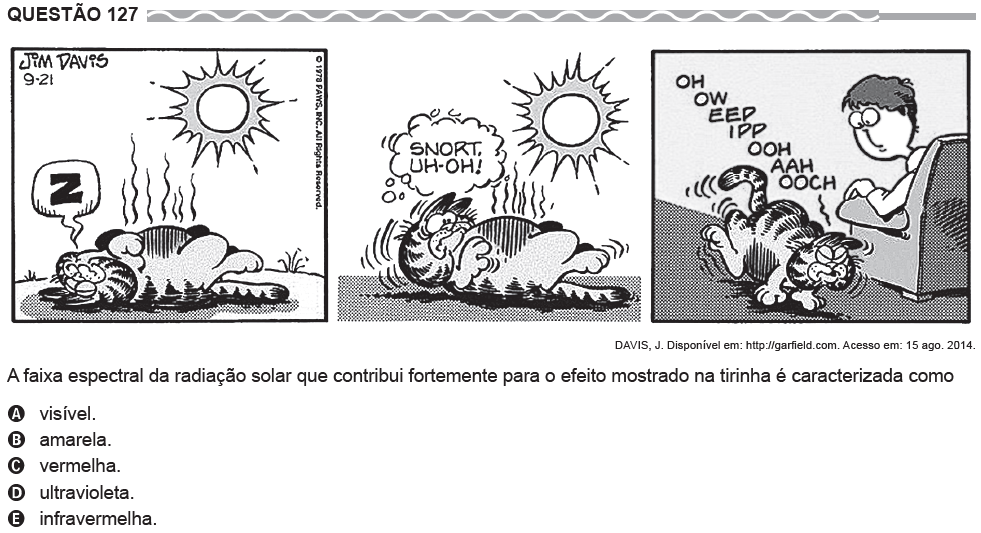 QUESTÃO 127
JIM DAVIS
9-21
© 1978 PAWS, INC. All Rights Reserved.
Z
SNORT,
UH-OH!
OH
OW
EEP
IPP
OOH
AAH
OOCH
DAVIS, J. Disponível em: http://garfield.com. Acesso em: 15 ago. 2014.
A faixa espectral da radiação solar que contribui fortemente para o efeito mostrado na tirinha é caracterizada como
A visível.
B amarela.
C vermelha.
D ultravioleta.
E infravermelha.